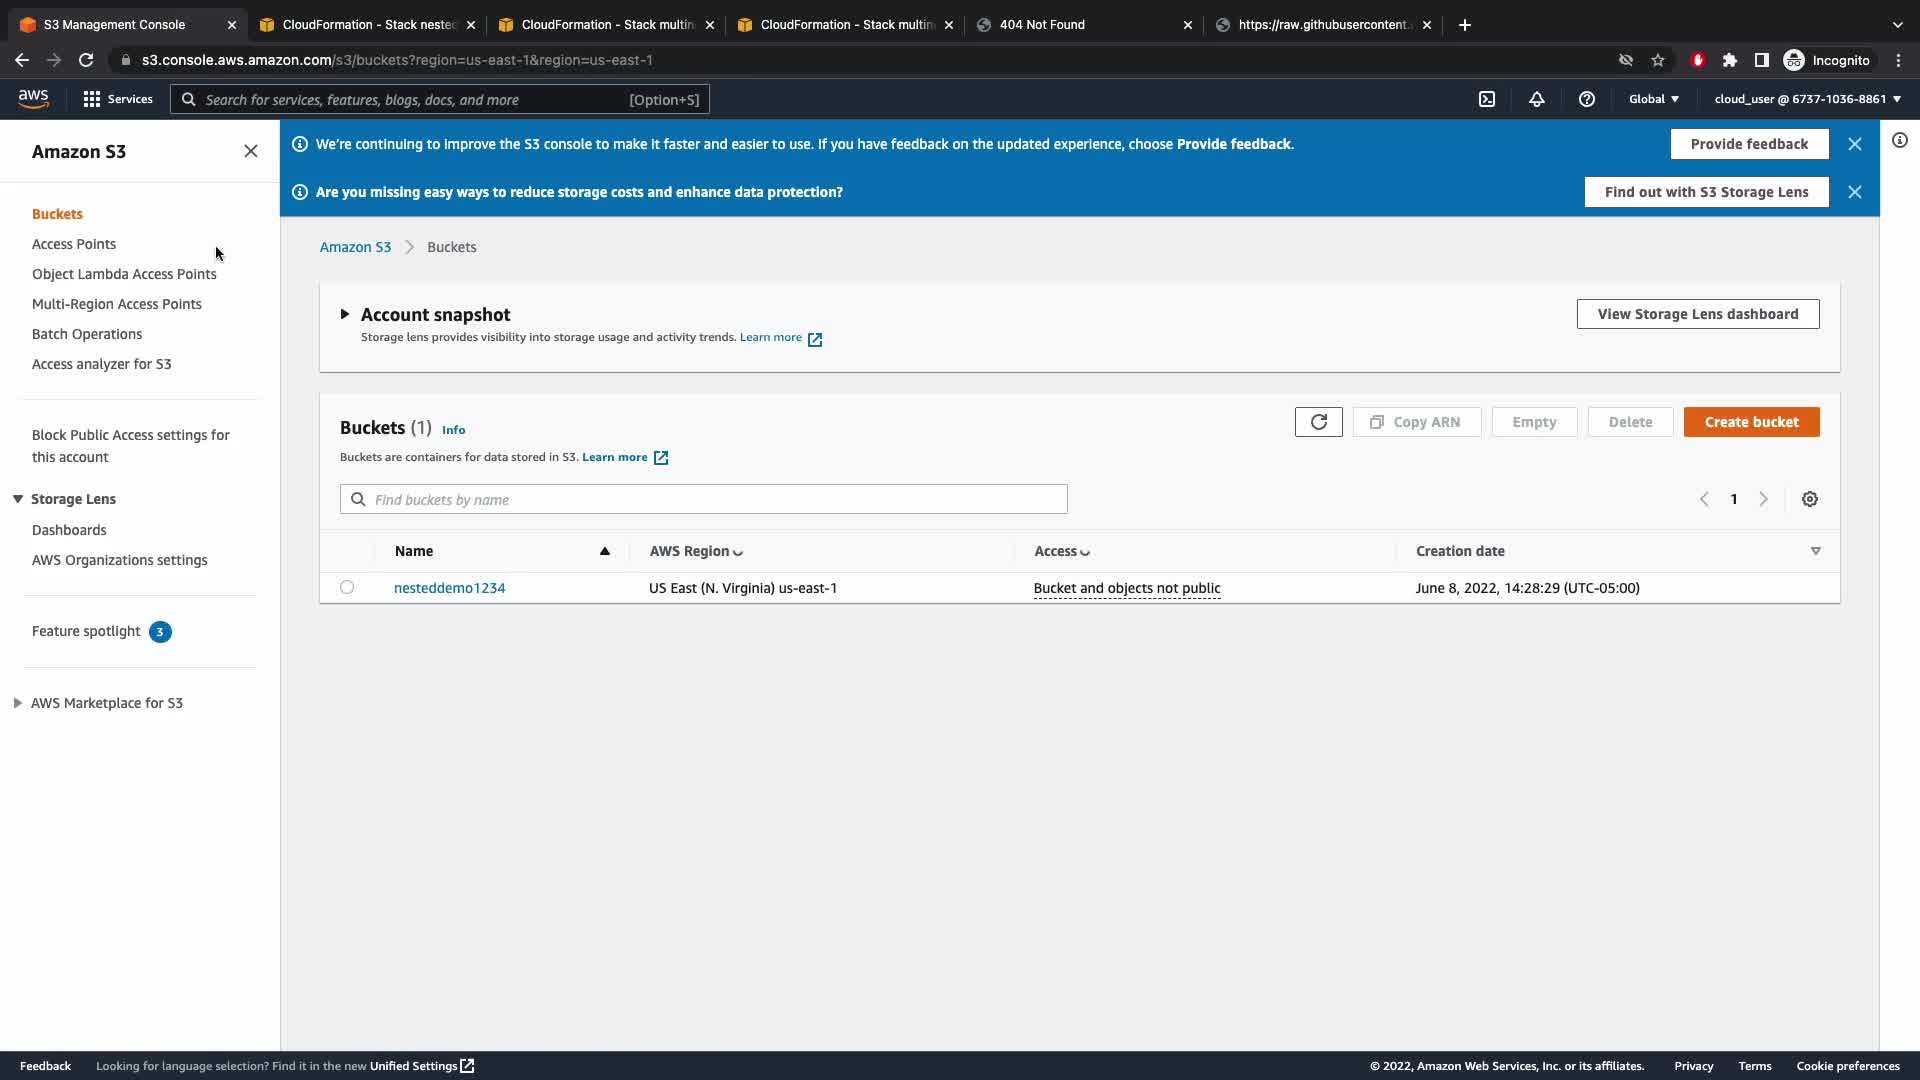 S3 Management Console
CloudFormation - Stack nested
CloudFormation - Stack multin
CloudFormation - Stack multin
404 Not Found
https://raw.githubusercontent.
s3.console.aws.amazon.com/s3/buckets?region=us-east-1&region=us-east-1
Incognito
aws
Services
Search for services, features, blogs, docs, and more
[Option+S]
Global
cloud_user @ 6737-1036-8861
Amazon S3
Buckets
Access Points
Object Lambda Access Points
Multi-Region Access Points
Batch Operations
Access analyzer for S3
Block Public Access settings for
this account
Storage Lens
Dashboards
AWS Organizations settings
Feature spotlight 3
AWS Marketplace for S3
We're continuing to improve the S3 console to make it faster and easier to use. If you have feedback on the updated experience, choose Provide feedback.
Provide feedback
Are you missing easy ways to reduce storage costs and enhance data protection?
Find out with S3 Storage Lens
Amazon S3
Buckets
Account snapshot
Storage lens provides visibility into storage usage and activity trends. Learn more
View Storage Lens dashboard
Buckets (1) Info
Buckets are containers for data stored in S3. Learn more
Copy ARN
Empty
Delete
Create bucket
Find buckets by name
1
Name
AWS Region
Access
Creation date
nesteddemo1234
US East (N. Virginia) us-east-1
Bucket and objects not public
June 8, 2022, 14:28:29 (UTC-05:00)
Feedback
Looking for language selection? Find it in the new Unified Settings
© 2022, Amazon Web Services, Inc. or its affiliates.
Privacy
Terms
Cookie preferences